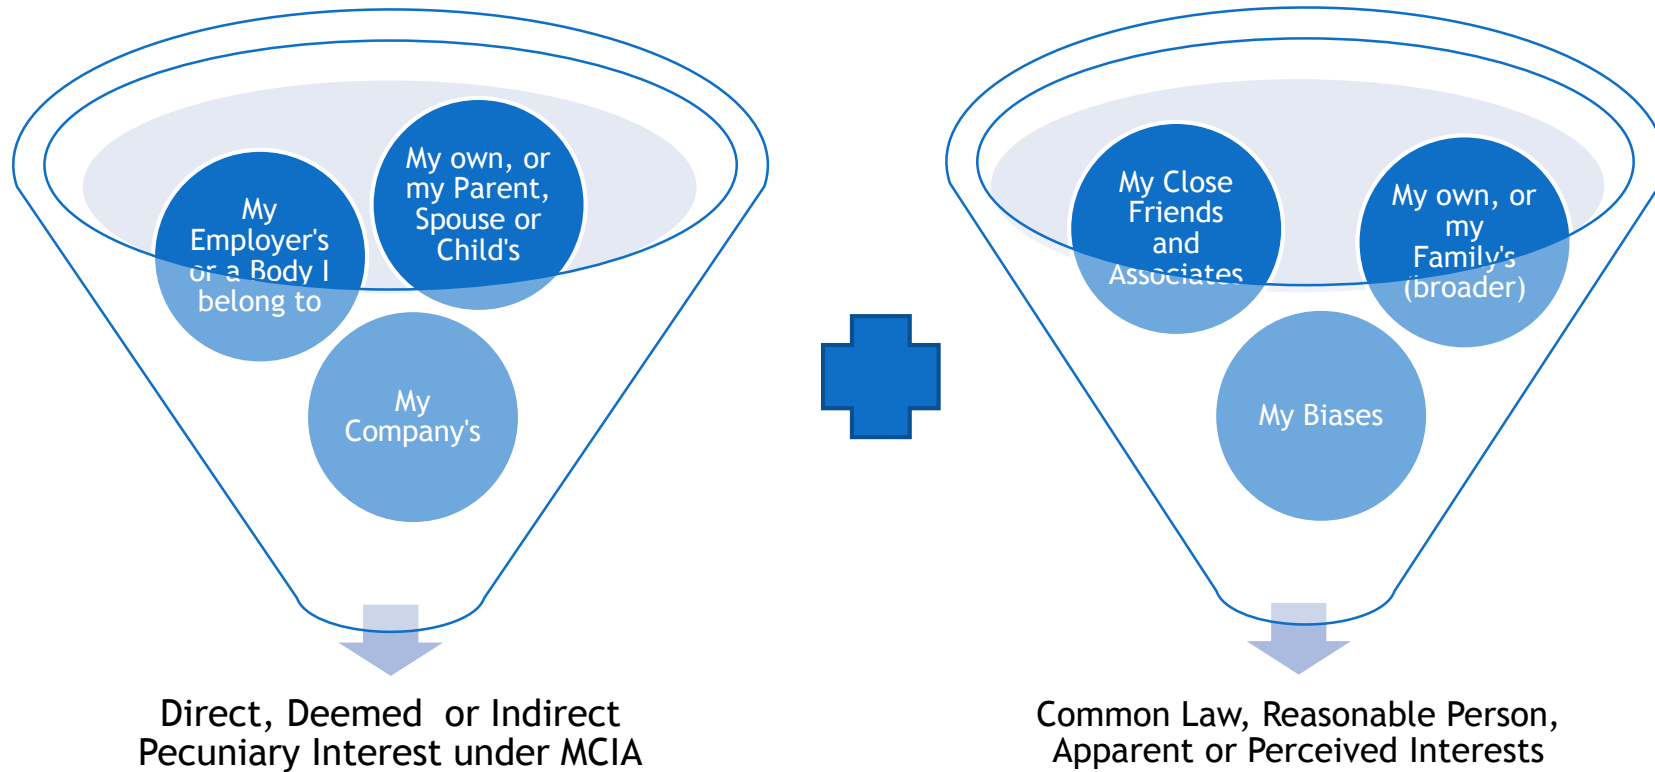 My
Employer's
or a Body I
belong to
My own, or
my Parent,
Spouse or
Child's
My
Company's
Direct, Deemed or Indirect
Pecuniary Interest under MCIA
My Close
Friends
and
Associates
My own, or
my
Family's
(broader)
My Biases
Common Law, Reasonable Person,
Apparent or Perceived Interests